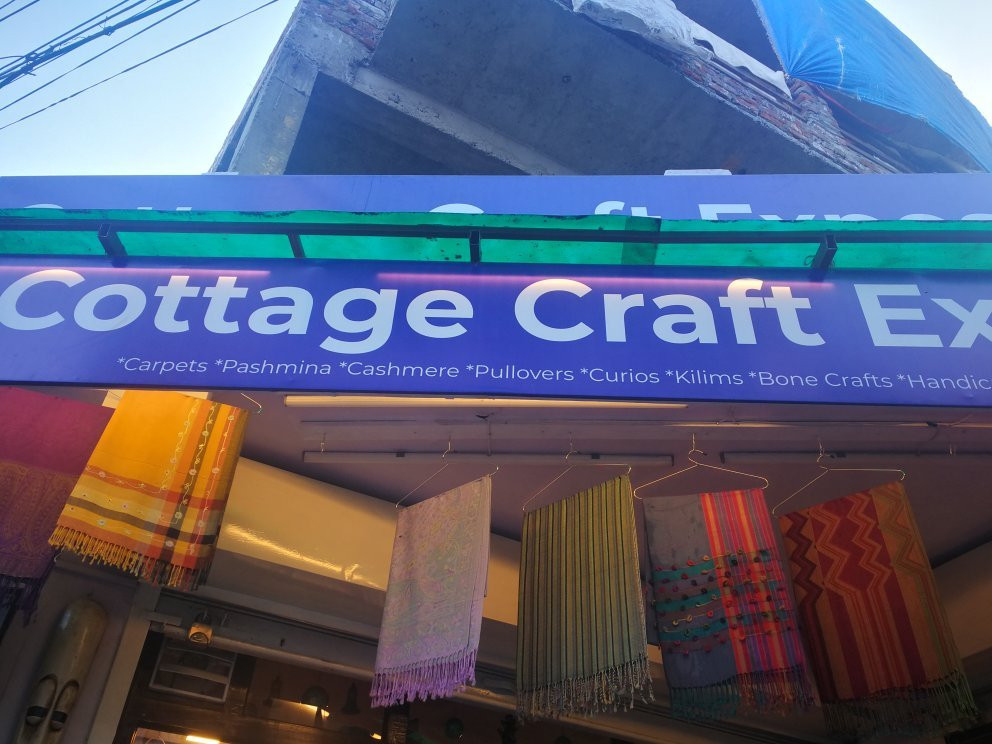 Cottage Craft Ex
*Carpets *Pashmina *Cashmere *Pullovers *Curios *Kilims *Bone Crafts *Handic